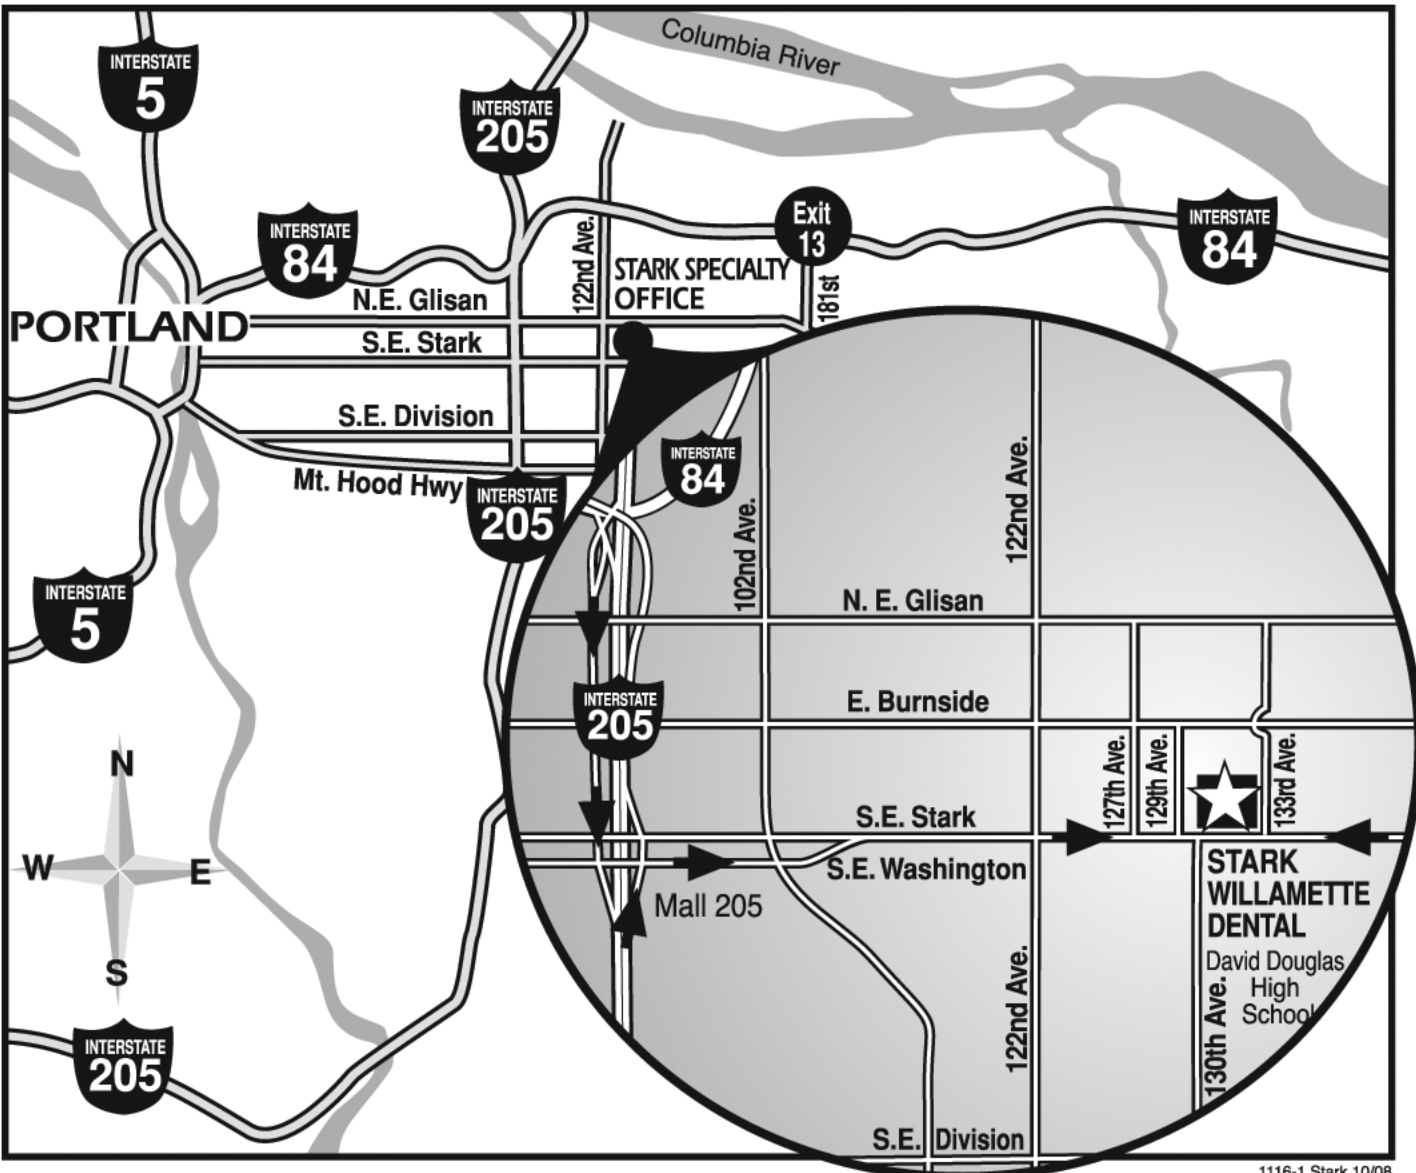 Columbia River
INTERSTATE
5
INTERSTATE
205
INTERSTATE
84
Exit
13
INTERSTATE
84
122nd Ave.
STARK SPECIALTY
OFFICE
181st
N.E. Glisan
PORTLAND
S.E. Stark
S.E. Division
Mt. Hood Hwy
INTERSTATE
205
INTERSTATE
84
102nd Ave.
122nd Ave.
INTERSTATE
5
N. E. Glisan
INTERSTATE
205
E. Burnside
127th Ave.
129th Ave.
133rd Ave.
S.E. Stark
S.E. Washington
Mall 205
STARK
WILLAMETTE
DENTAL
David Douglas
High
School
122nd Ave.
130th Ave.
N
W
E
S
INTERSTATE
205
S.E. Division
1116-1 Stark 10/08